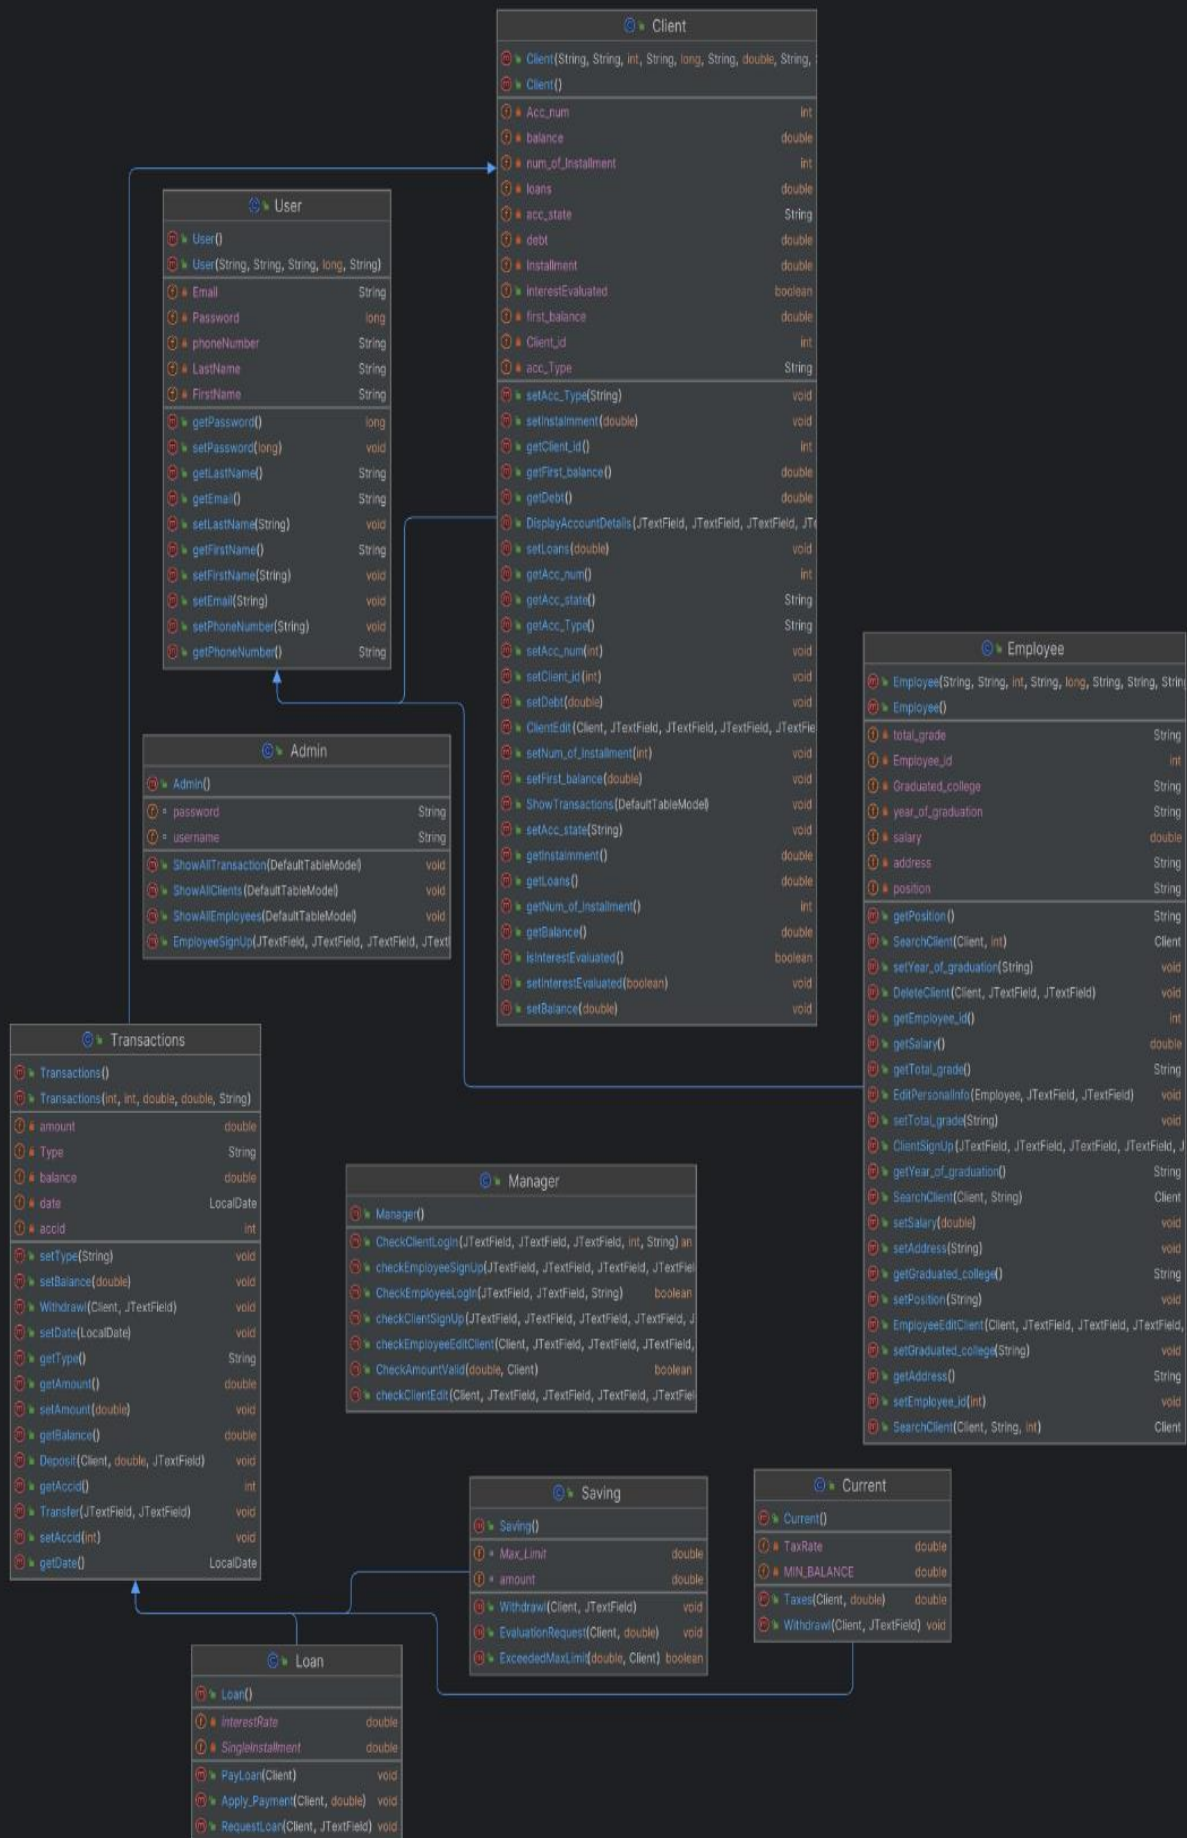 Client
Client(String, String, int, String, long, String, double, String,
Client()
Acc_num int
balance double
num_of_Installment int
loans double
acc_state String
debt double
Installment double
interestEvaluated boolean
first_balance double
Client_id int
acc_Type String
setAcc_Type(String) void
setInstalmment(double) void
getClient_id() int
getFirst_balance() double
getDebt() double
DisplayAccountDetails(JTextField, JTextField, JTextField, JTe
setLoans(double) void
getAcc_num() int
getAcc_state() String
getAcc_Type() String
setAcc_num(int) void
setClient_id(int) void
setDebt(double) void
ClientEdit(Client, JTextField, JTextField, JTextField, JTextFie
setNum_of_Installment(int) void
setFirst_balance(double) void
ShowTransactions(DefaultTableModel) void
setAcc_state(String) void
getInstalmment() double
getLoans() double
getNum_of_Installment() int
getBalance() double
isInterestEvaluated() boolean
setInterestEvaluated(boolean) void
setBalance(double) void
User
User()
User(String, String, String, long, String)
Email String
Password long
phoneNumber String
LastName String
FirstName String
getPassword() long
setPassword(long) void
getLastName() String
getEmail() String
setLastName(String) void
getFirstName() String
setFirstName(String) void
setEmail(String) void
setPhoneNumber(String) void
getPhoneNumber() String
Employee
Employee(String, String, int, String, long, String, String, Strin
Employee()
total_grade String
Employee_id int
Graduated_college String
year_of_graduation String
salary double
address String
position String
getPosition() String
SearchClient(Client, int) Client
setYear_of_graduation(String) void
DeleteClient(Client, JTextField, JTextField) void
getEmployee_id() int
getSalary() double
getTotal_grade() String
EditPersonalInfo(Employee, JTextField, JTextField) void
setTotal_grade(String) void
ClientSignUp(JTextField, JTextField, JTextField, JTextField, J
getYear_of_graduation() String
SearchClient(Client, String) Client
setSalary(double) void
setAddress(String) void
getGraduated_college() String
setPosition(String) void
EmployeeEditClient(Client, JTextField, JTextField, JTextField,
setGraduated_college(String) void
getAddress() String
setEmployee_id(int) void
SearchClient(Client, String, int) Client
Admin
Admin()
password String
username String
ShowAllTransaction(DefaultTableModel) void
ShowAllClients(DefaultTableModel) void
ShowAllEmployees(DefaultTableModel) void
EmployeeSignUp(JTextField, JTextField, JTextField, JTextF
Transactions
Transactions()
Transactions(int, int, double, double, String)
amount double
Type String
balance double
date LocalDate
accid int
setType(String) void
setBalance(double) void
Withdrawl(Client, JTextField) void
setDate(LocalDate) void
getType() String
getAmount() double
setAmount(double) void
getBalance() double
Deposit(Client, double, JTextField) void
getAccid() int
Transfer(JTextField, JTextField) void
setAccid(int) void
getDate() LocalDate
Manager
Manager()
CheckClientLogIn(JTextField, JTextField, JTextField, int, String) an
checkEmployeeSignUp(JTextField, JTextField, JTextField, JTextFiel
CheckEmployeeLogIn(JTextField, JTextField, String) boolean
checkClientSignUp(JTextField, JTextField, JTextField, JTextField, J
checkEmployeeEditClient(Client, JTextField, JTextField, JTextField,
CheckAmountValid(double, Client) boolean
checkClientEdit(Client, JTextField, JTextField, JTextField, JTextFiel
Saving
Saving()
Max_Limit double
amount double
Withdrawl(Client, JTextField) void
EvaluationRequest(Client, double) void
ExceededMaxLimit(double, Client) boolean
Current
Current()
TaxRate double
MIN_BALANCE double
Taxes(Client, double) double
Withdrawl(Client, JTextField) void
Loan
Loan()
interestRate double
SingleInstallment double
PayLoan(Client) void
Apply_Payment(Client, double) void
RequestLoan(Client, JTextField) void